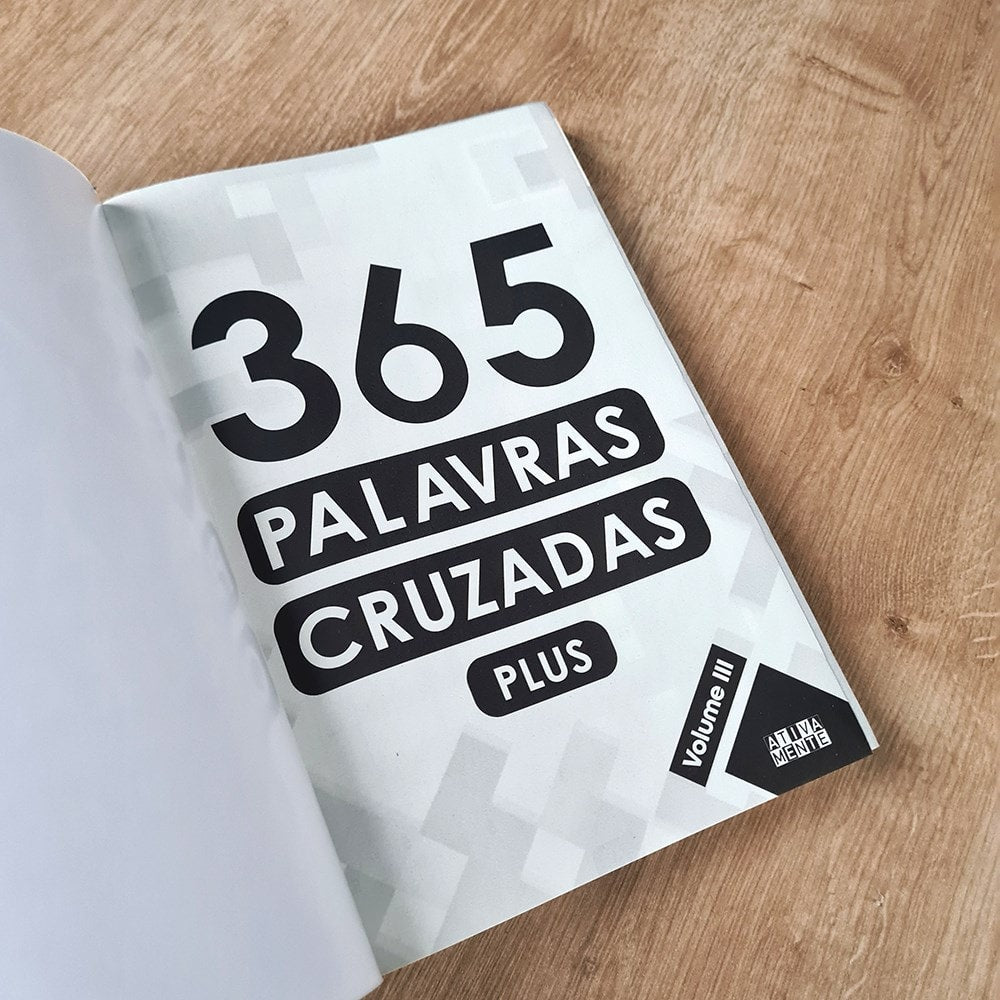 365
PALAVRAS
CRUZADAS
PLUS
Volume III
ATIVA
MENTE